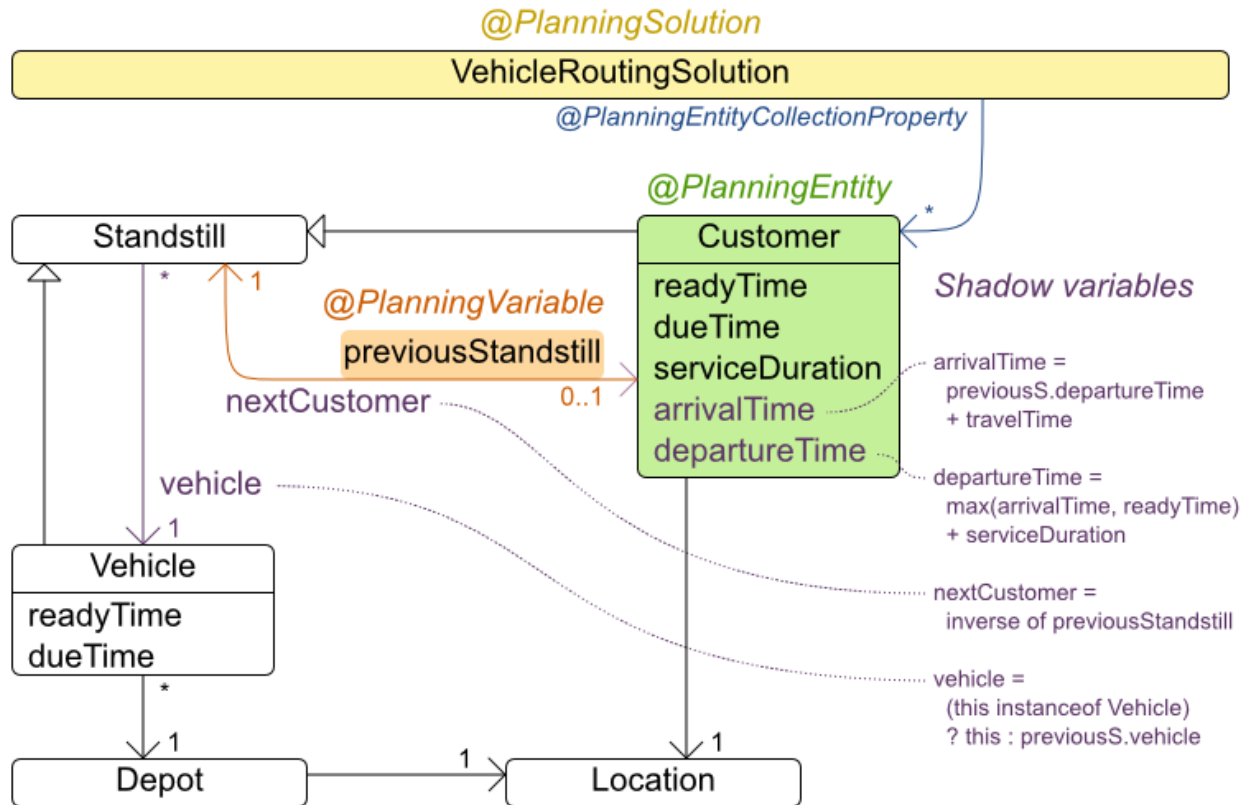 @PlanningSolution
VehicleRoutingSolution
@PlanningEntityCollectionProperty
@PlanningEntity
*
Standstill
Customer
*
1
@PlanningVariable
readyTime
dueTime
serviceDuration
arrivalTime
departureTime
Shadow variables
previousStandstill
0..1
nextCustomer
arrivalTime =
previousS.departureTime
+ travelTime
vehicle
1
departureTime =
max(arrivalTime, readyTime)
+ serviceDuration
Vehicle
readyTime
dueTime
nextCustomer =
inverse of previousStandstill
*
vehicle =
(this instanceof Vehicle)
? this : previousS.vehicle
1
1
1
Depot
Location